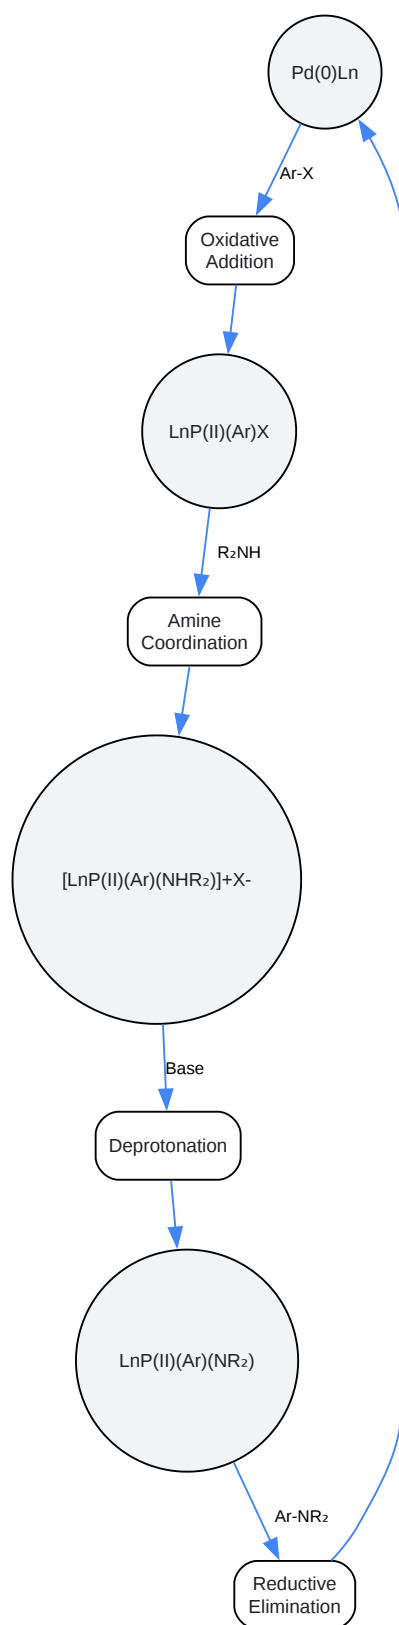 Pd(0)Ln
Ar-X
Oxidative
Addition
LnP(II)(Ar)X
R₂NH
Amine
Coordination
[LnP(II)(Ar)(NHR₂)]+X-
Base
Deprotonation
LnP(II)(Ar)(NR₂)
Ar-NR₂
Reductive
Elimination